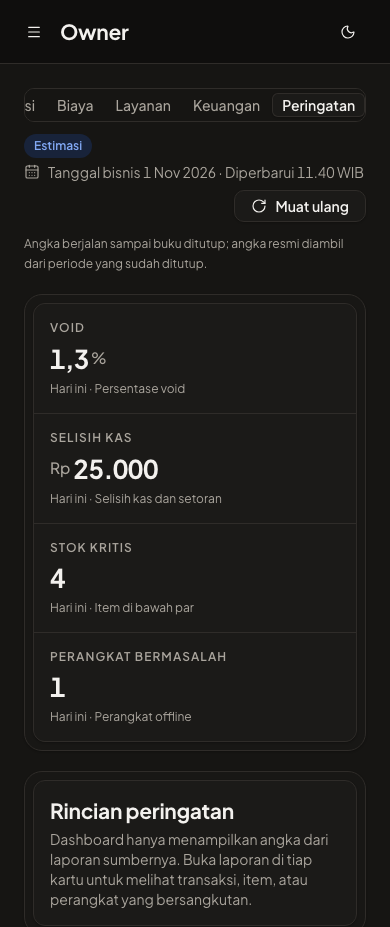 Owner
si Biaya Layanan Keuangan Peringatan
Estimasi
Tanggal bisnis 1 Nov 2026 · Diperbarui 11.40 WIB
Muat ulang
Angka berjalan sampai buku ditutup; angka resmi diambil
dari periode yang sudah ditutup.
VOID
1,3%
Hari ini · Persentase void
SELISIH KAS
Rp 25.000
Hari ini · Selisih kas dan setoran
STOK KRITIS
4
Hari ini · Item di bawah par
PERANGKAT BERMASALAH
1
Hari ini · Perangkat offline
Rincian peringatan
Dashboard hanya menampilkan angka dari
laporan sumbernya. Buka laporan di tiap
kartu untuk melihat transaksi, item, atau
perangkat yang bersangkutan.